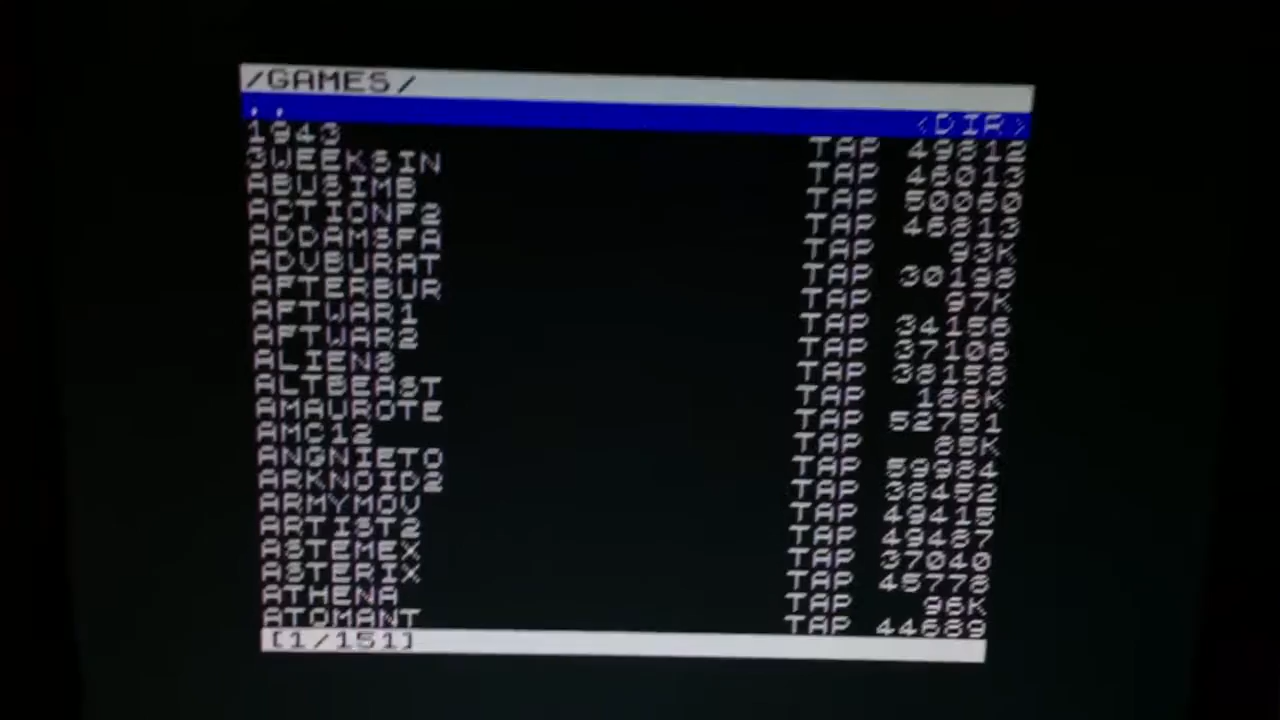 /GAMES/
.. <DIR>
1943 TAP 49812
3WEEKSIN TAP 48013
ABUSIMB TAP 50060
ACTIONF2 TAP 46813
ADDAMSFA TAP 93K
ADVBURAT TAP 30198
AFTERBUR TAP 97K
AFTWAR1 TAP 34156
AFTWAR2 TAP 37106
ALIEN8 TAP 38158
ALTBEAST TAP 188K
AMAUROTE TAP 52751
AMC12 TAP 85K
ANGNIETO TAP 59984
ARKNOID2 TAP 38452
ARMYMOV TAP 49415
ARTIST2 TAP 49487
ASTEMEX TAP 37040
ASTERIX TAP 45778
ATHENA TAP 96K
ATOMANT TAP 44689
[1/151]